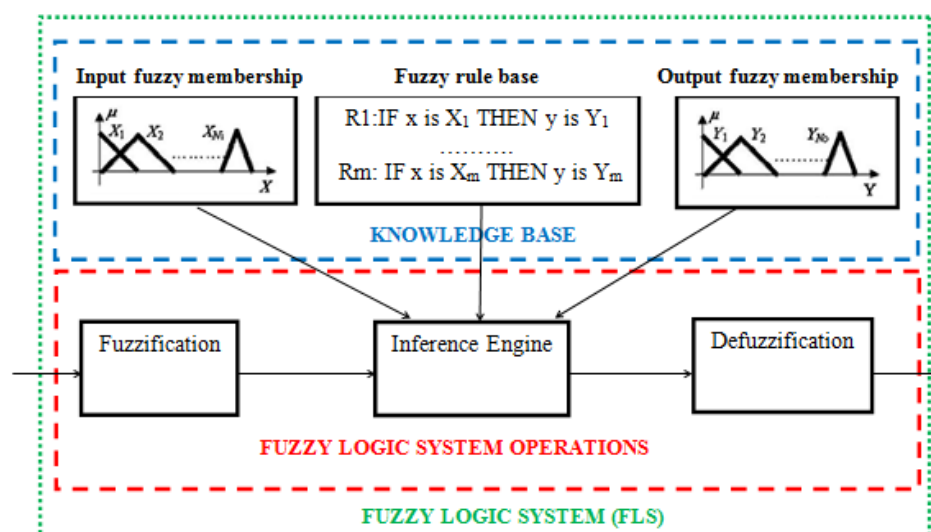 Input fuzzy membership
Fuzzy rule base
Output fuzzy membership
μ
X₁ X₂ X_Ni
X
R1:IF x is X₁ THEN y is Y₁
..........
Rm: IF x is Xₘ THEN y is Yₘ
μ
Y₁ Y₂ Y_No
Y
KNOWLEDGE BASE
Fuzzification
Inference Engine
Defuzzification
FUZZY LOGIC SYSTEM OPERATIONS
FUZZY LOGIC SYSTEM (FLS)